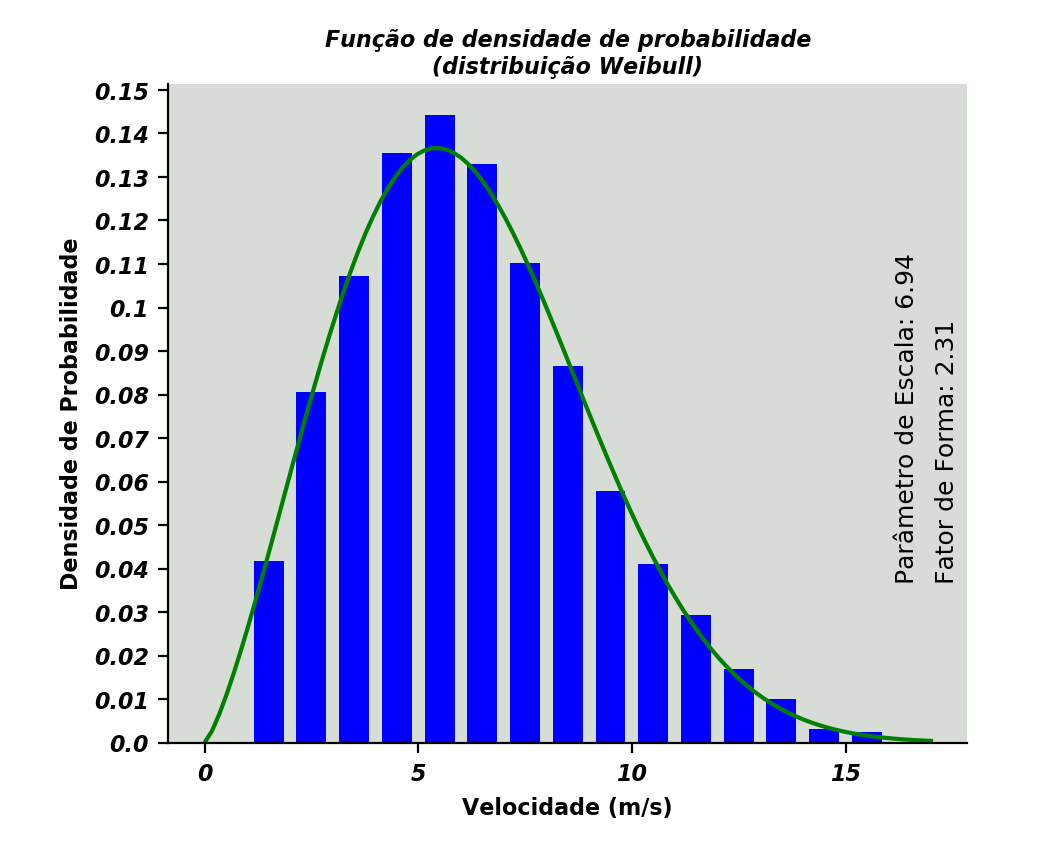 Função de densidade de probabilidade
(distribuição Weibull)
0.15
0.14
0.13
0.12
0.11
0.1
0.09
0.08
0.07
0.06
0.05
0.04
0.03
0.02
0.01
0.0
Densidade de Probabilidade
Parâmetro de Escala: 6.94
Fator de Forma: 2.31
0 5 10 15
Velocidade (m/s)